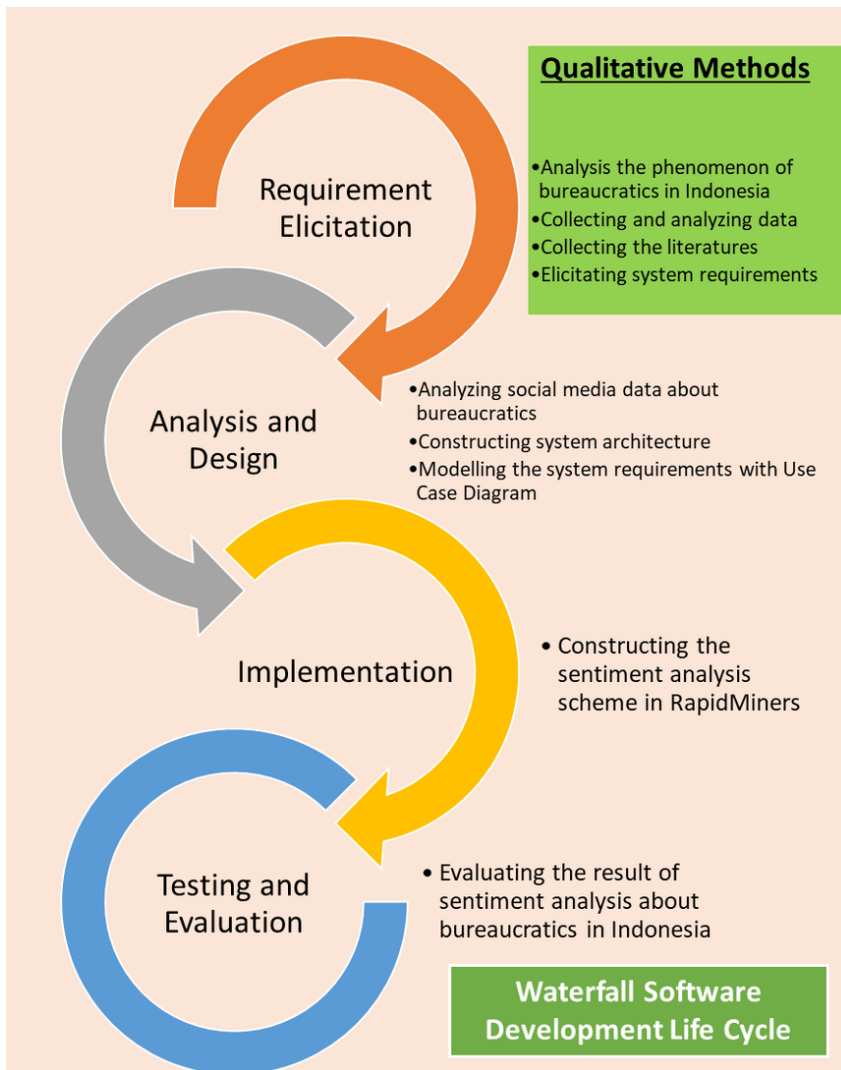 Qualitative Methods
•Analysis the phenomenon of
bureaucratics in Indonesia
•Collecting and analyzing data
•Collecting the literatures
•Elicitating system requirements
Requirement
Elicitation
Analysis and
Design
•Analyzing social media data about
bureaucratics
•Constructing system architecture
•Modelling the system requirements with Use
Case Diagram
Implementation
• Constructing the
sentiment analysis
scheme in RapidMiners
Testing and
Evaluation
• Evaluating the result of
sentiment analysis about
bureaucratics in Indonesia
Waterfall Software
Development Life Cycle